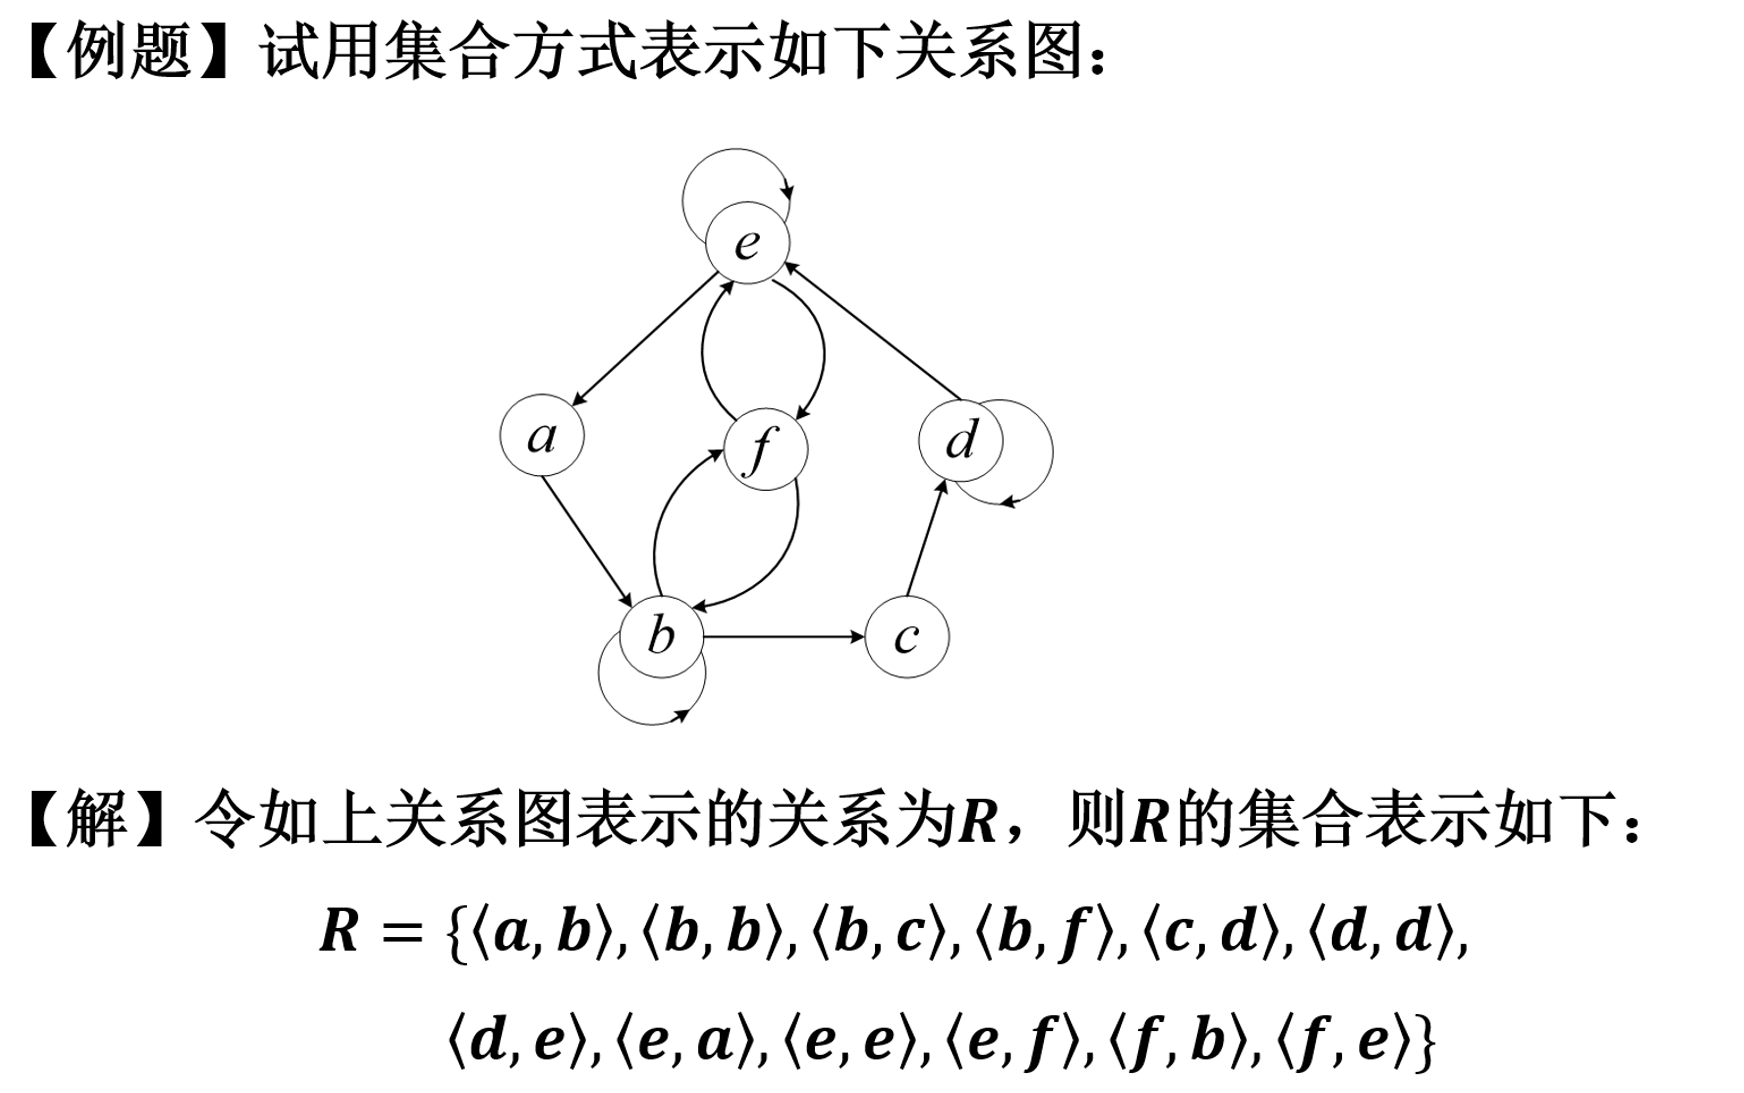 【例题】试用集合方式表示如下关系图：
e
a
f
d
b
c
【解】令如上关系图表示的关系为R，则R的集合表示如下：
R = {⟨a, b⟩, ⟨b, b⟩, ⟨b, c⟩, ⟨b, f⟩, ⟨c, d⟩, ⟨d, d⟩,
⟨d, e⟩, ⟨e, a⟩, ⟨e, e⟩, ⟨e, f⟩, ⟨f, b⟩, ⟨f, e⟩}